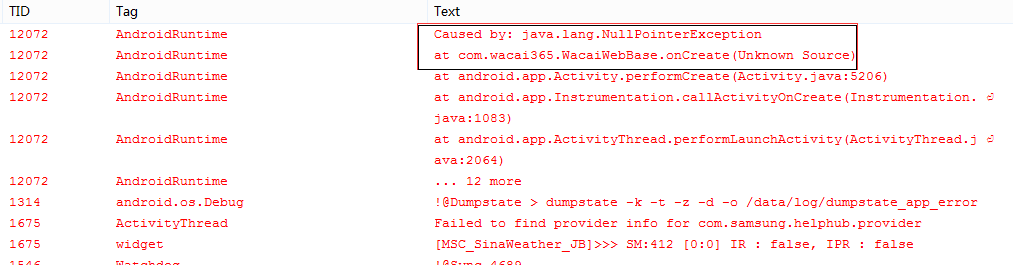 TID Tag Text
12072 AndroidRuntime Caused by: java.lang.NullPointerException
12072 AndroidRuntime at com.wacai365.WacaiWebBase.onCreate(Unknown Source)
12072 AndroidRuntime at android.app.Activity.performCreate(Activity.java:5206)
12072 AndroidRuntime at android.app.Instrumentation.callActivityOnCreate(Instrumentation.
java:1083)
12072 AndroidRuntime at android.app.ActivityThread.performLaunchActivity(ActivityThread.j
ava:2064)
12072 AndroidRuntime ... 12 more
1314 android.os.Debug !@Dumpstate > dumpstate -k -t -z -d -o /data/log/dumpstate_app_error
1675 ActivityThread Failed to find provider info for com.samsung.helphub.provider
1675 widget [MSC_SinaWeather_JB]>>> SM:412 [0:0] IR : false, IPR : false
1546 Watchdog !@Sync 4689